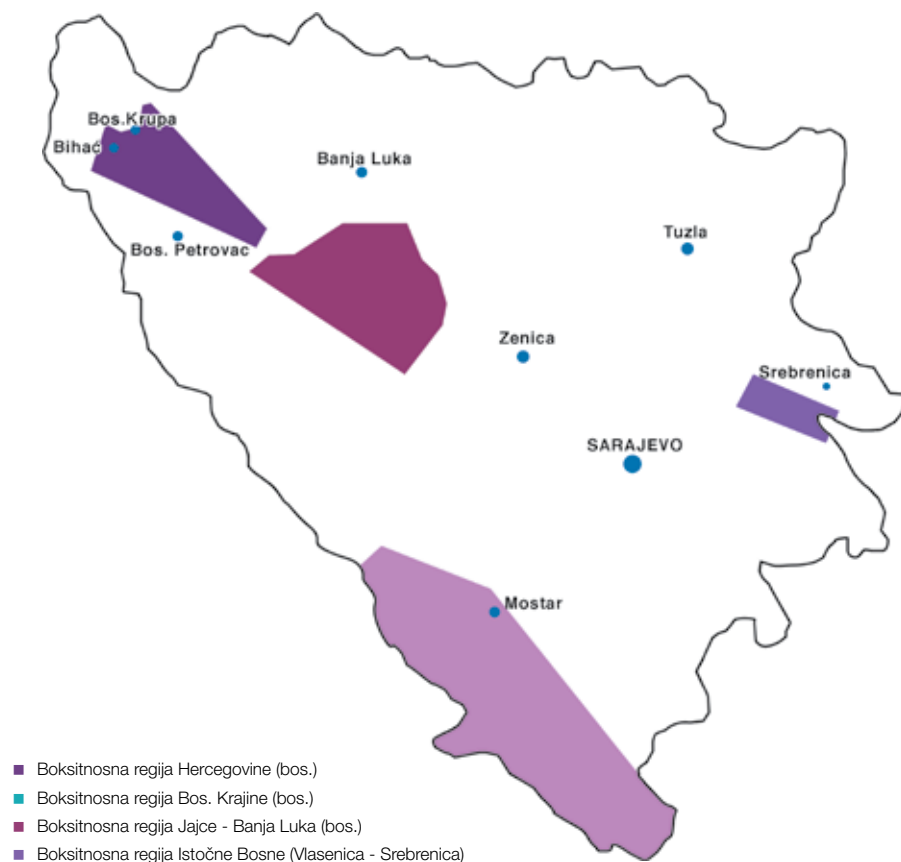 Bos.Krupa
Bihać
Banja Luka
Bos. Petrovac
Tuzla
Zenica
Srebrenica
SARAJEVO
Mostar
Boksitnosna regija Hercegovine (bos.)
Boksitnosna regija Bos. Krajine (bos.)
Boksitnosna regija Jajce - Banja Luka (bos.)
Boksitnosna regija Istočne Bosne (Vlasenica - Srebrenica)